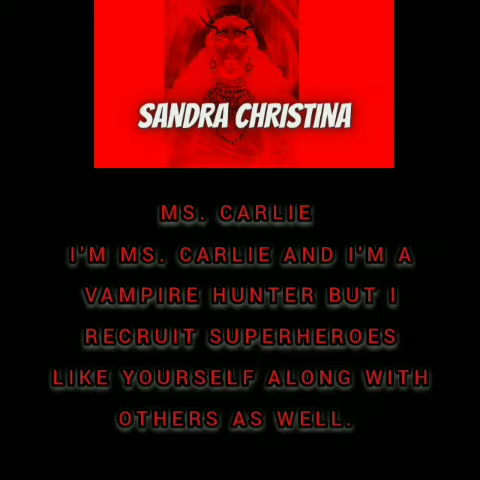 SANDRA CHRISTINA
MS. CARLIE
I'M MS. CARLIE AND I'M A
VAMPIRE HUNTER BUT I
RECRUIT SUPERHEROES
LIKE YOURSELF ALONG WITH
OTHERS AS WELL.